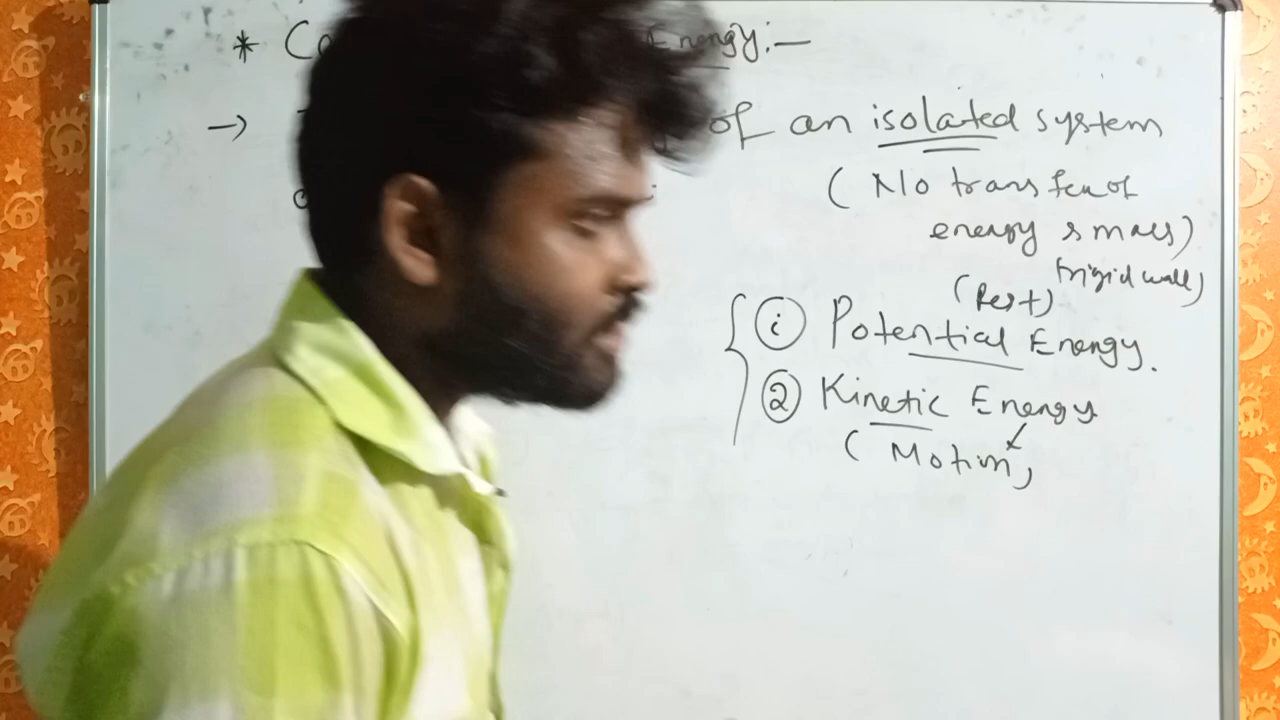 * Energy:—
→ of an isolated system
( No transfer of
energy & mass)
(rigid wall)
(Rest)
{ (i) Potential Energy.
(2) Kinetic Energy
( Motion)